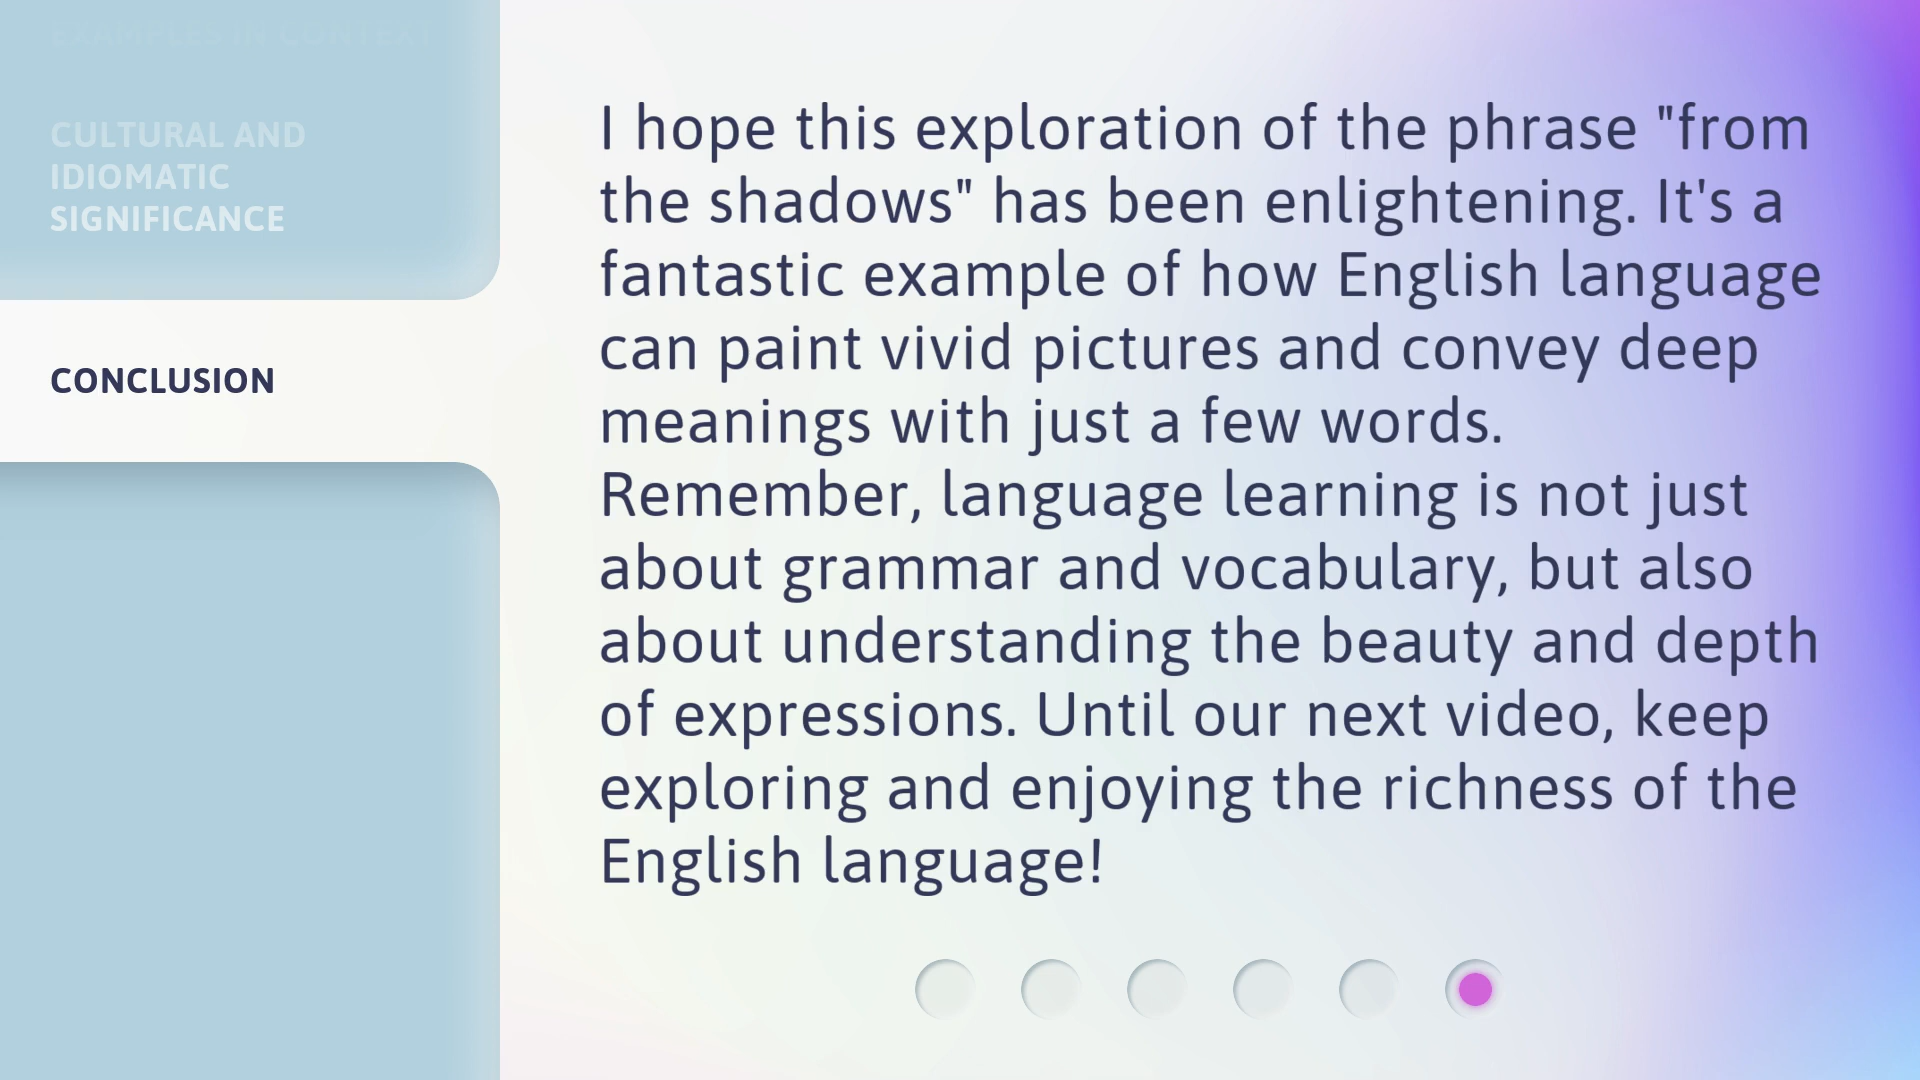 EXAMPLES IN CONTEXT
CULTURAL AND
IDIOMATIC
SIGNIFICANCE
CONCLUSION
I hope this exploration of the phrase "from
the shadows" has been enlightening. It's a
fantastic example of how English language
can paint vivid pictures and convey deep
meanings with just a few words.
Remember, language learning is not just
about grammar and vocabulary, but also
about understanding the beauty and depth
of expressions. Until our next video, keep
exploring and enjoying the richness of the
English language!